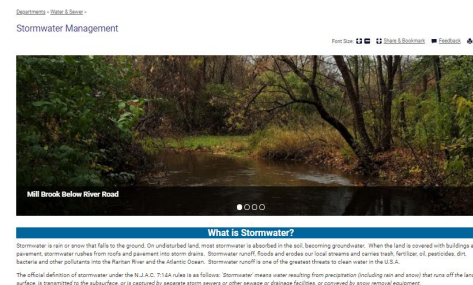 Departments » Water & Sewer »
Stormwater Management
Font Size: Share & Bookmark Feedback
Mill Brook Below River Road
What is Stormwater?
Stormwater is rain or snow that falls to the ground. On undisturbed land, most stormwater is absorbed in the soil, becoming groundwater. When the land is covered with buildings a
pavement, stormwater rushes from roofs and pavement into storm drains. Stormwater runoff, floods and erodes our local streams and carries trash, fertilizer, oil, pesticides, dirt,
bacteria and other pollutants into the Raritan River and the Atlantic Ocean. Stormwater runoff is one of the greatest threats to clean water in the U.S.A.
The official definition of stormwater under the N.J.A.C. 7:14A rules is as follows: 'Stormwater' means water resulting from precipitation (including rain and snow) that runs off the land
surface, is transmitted to the subsurface, or is captured by separate storm sewers or other sewage or drainage facilities, or conveyed by snow removal equipment.